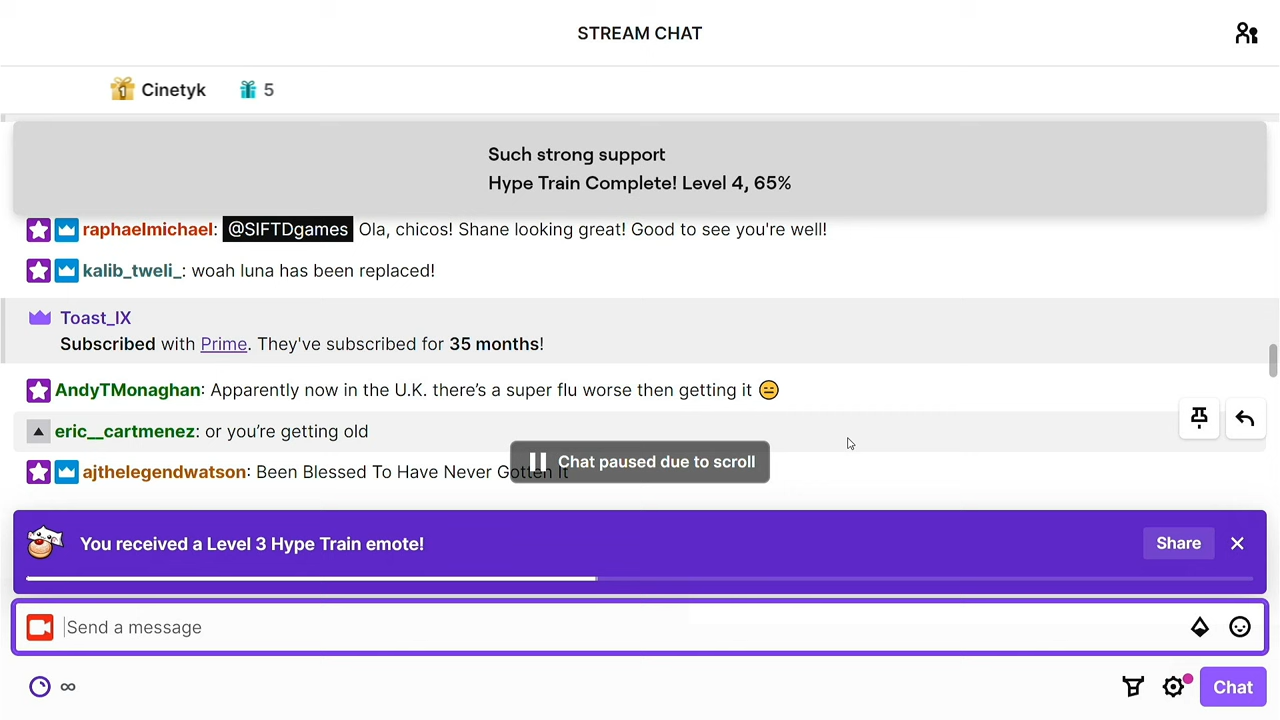 STREAM CHAT
1 Cinetyk 5
Such strong support
Hype Train Complete! Level 4, 65%
raphaelmichael: @SIFTDgames Ola, chicos! Shane looking great! Good to see you're well!
kalib_tweli_: woah luna has been replaced!
Toast_IX
Subscribed with Prime. They've subscribed for 35 months!
AndyTMonaghan: Apparently now in the U.K. there's a super flu worse then getting it 😑
eric__cartmenez: or you're getting old
Chat paused due to scroll
ajthelegendwatson: Been Blessed To Have Never Gotten It
You received a Level 3 Hype Train emote!
Share
Send a message
∞
Chat